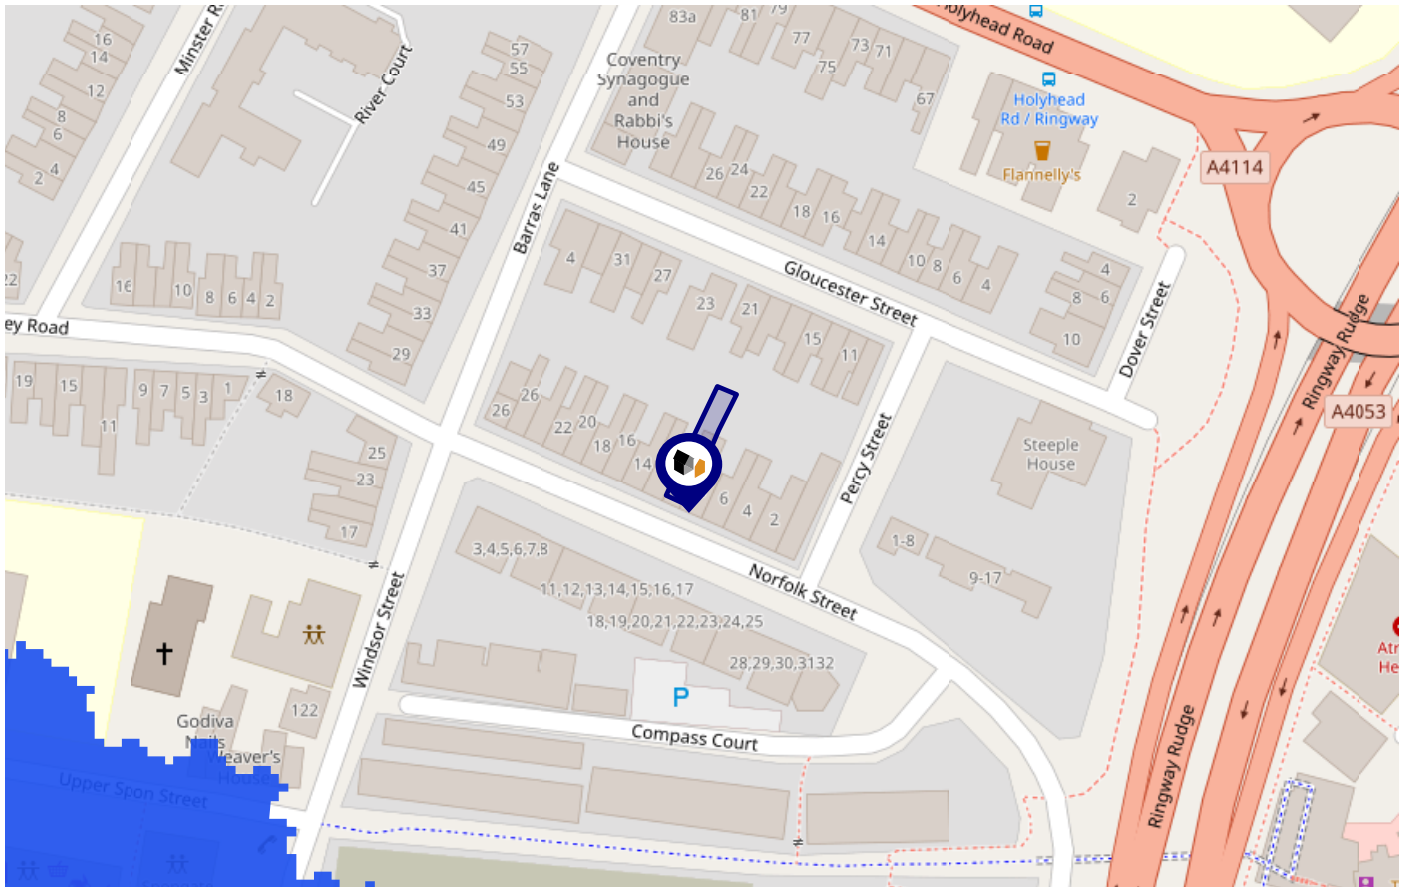 Minster R
16
14
12
8
6
4
2
22
River Court
57
55
53
49
45
41
37
33
29
16
10
8
6
4
2
ey Road
Barras Lane
Coventry
Synagogue
and
Rabbi's
House
83a
81
79
77
75
73
71
67
Holyhead Road
Holyhead
Rd / Ringway
Flannelly's
2
A4114
26
24
22
18
16
14
10
8
6
4
4
8
6
10
Gloucester Street
Dover Street
Ringway Rudge
A4053
4
31
27
23
21
15
11
26
26
22
20
18
16
14
6
4
2
Percy Street
Steeple
House
1-8
9-17
19
15
11
9
7
5
3
1
18
25
23
17
Norfolk Street
3,4,5,6,7,8
11,12,13,14,15,16,17
18,19,20,21,22,23,24,25
28,29,30,3132
P
Compass Court
Windsor Street
122
Godiva
Nails
Weaver's
House
Upper Spon Street
Ringway Rudge
Atr
He